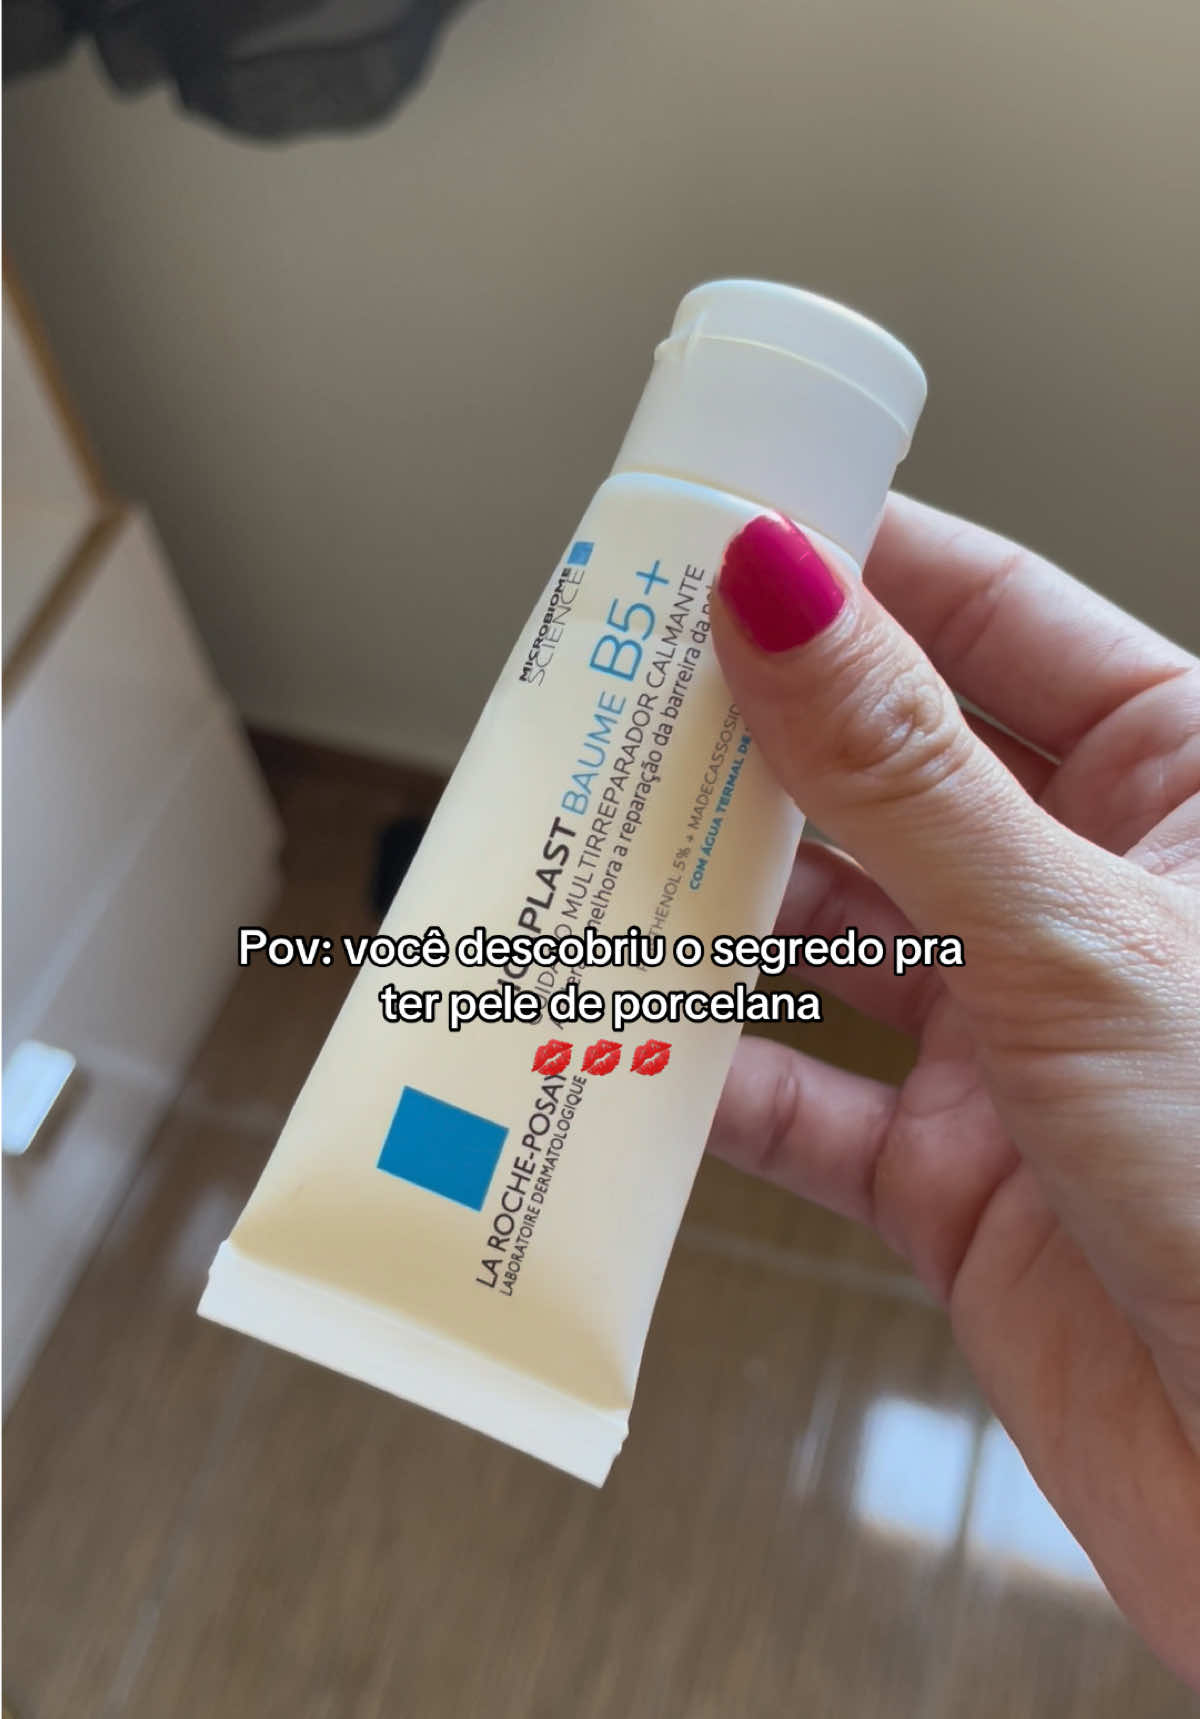 MICROBIOME
SCIENCE
PLAST BAUME B5+
MULTIRREPARADOR CALMANTE
melhora a reparação da barreira da
5% + MADECASSOSID
COM ÁGUA TERMAL DE
Pov: você descobriu o segredo pra
ter pele de porcelana
💋💋💋
LA ROCHE-POSAY
LABORATOIRE DERMATOLOGIQUE